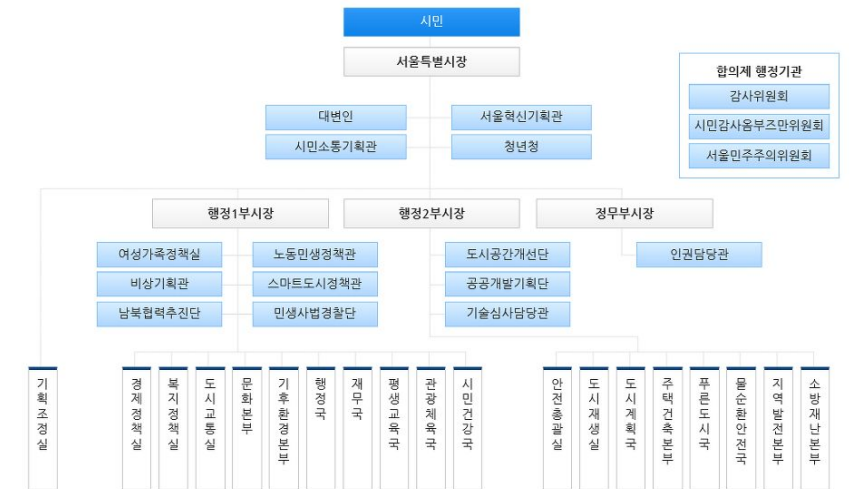 시민
서울특별시장
합의제 행정기관
감사위원회
시민감사옴부즈만위원회
서울민주주의위원회
대변인
서울혁신기획관
시민소통기획관
청년청
행정1부시장
행정2부시장
정무부시장
여성가족정책실
노동민생정책관
도시공간개선단
인권담당관
비상기획관
스마트도시정책관
공공개발기획단
남북협력추진단
민생사법경찰단
기술심사담당관
기획조정실
경제정책실
복지정책실
도시교통실
문화본부
기후환경본부
행정국
재무국
평생교육국
관광체육국
시민건강국
안전총괄실
도시재생실
도시계획국
주택건축본부
푸른도시국
물순환안전국
지역발전본부
소방재난본부